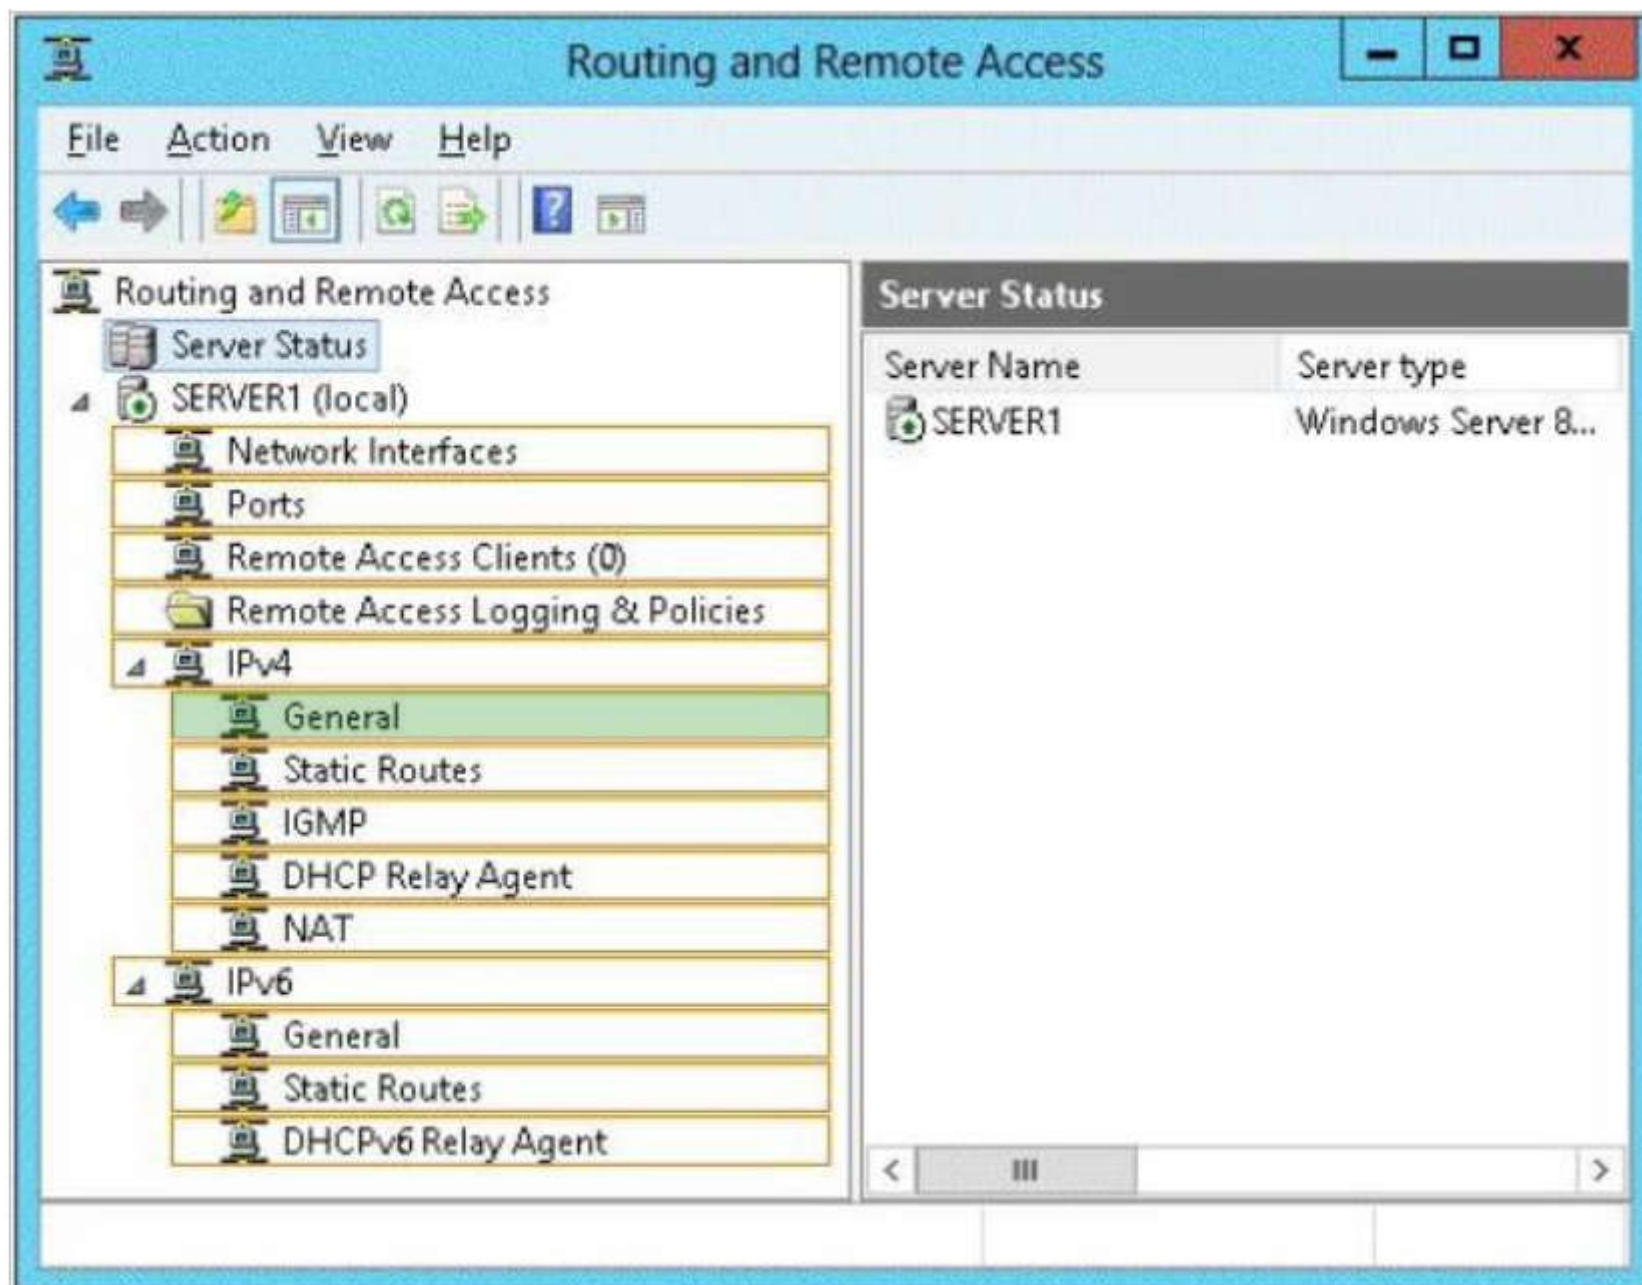 Routing and Remote Access
File Action View Help
Routing and Remote Access
Server Status
SERVER1 (local)
Network Interfaces
Ports
Remote Access Clients (0)
Remote Access Logging & Policies
IPv4
General
Static Routes
IGMP
DHCP Relay Agent
NAT
IPv6
General
Static Routes
DHCPv6 Relay Agent
Server Status
Server Name Server type
SERVER1 Windows Server 8...